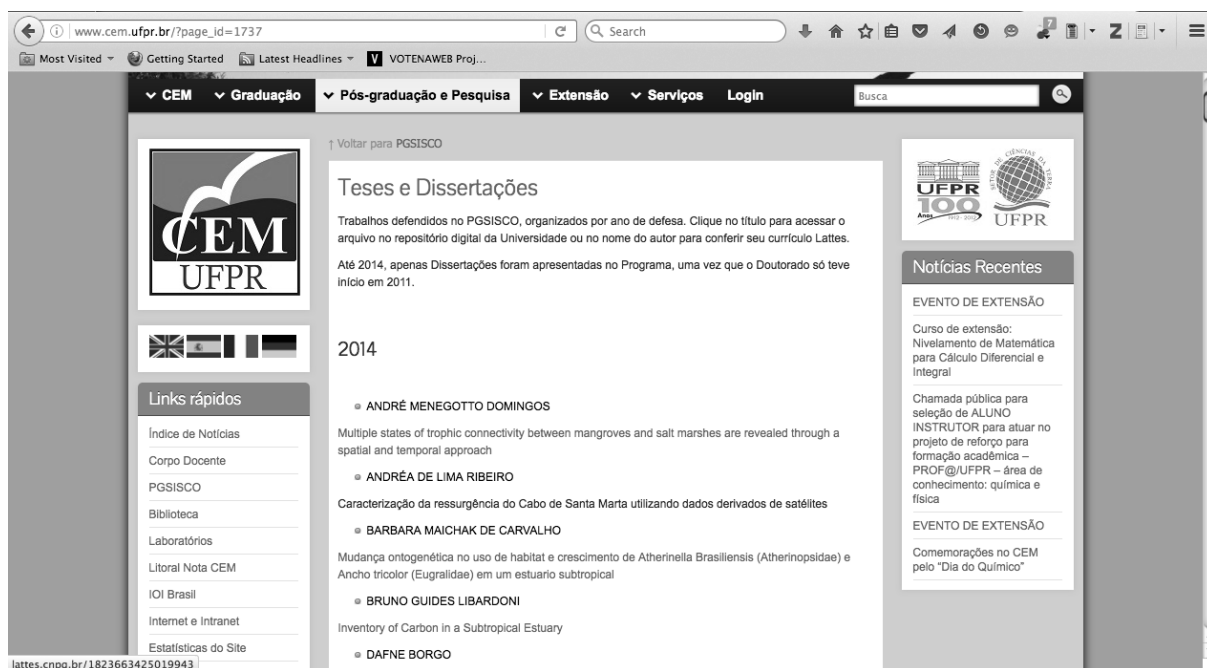 www.cem.ufpr.br/?page_id=1737
Search
7
Z
Most Visited
Getting Started
Latest Headlines
V VOTENAWEB Proj...
CEM
Graduação
Pós-graduação e Pesquisa
Extensão
Serviços
Login
Busca
CEM
UFPR
Links rápidos
Índice de Notícias
Corpo Docente
PGSISCO
Biblioteca
Laboratórios
Litoral Nota CEM
IOI Brasil
Internet e Intranet
Estatísticas do Site
↑ Voltar para PGSISCO
Teses e Dissertações
Trabalhos defendidos no PGSISCO, organizados por ano de defesa. Clique no título para acessar o
arquivo no repositório digital da Universidade ou no nome do autor para conferir seu currículo Lattes.
Até 2014, apenas Dissertações foram apresentadas no Programa, uma vez que o Doutorado só teve
início em 2011.
2014
ANDRÉ MENEGOTTO DOMINGOS
Multiple states of trophic connectivity between mangroves and salt marshes are revealed through a
spatial and temporal approach
ANDRÉA DE LIMA RIBEIRO
Caracterização da ressurgência do Cabo de Santa Marta utilizando dados derivados de satélites
BARBARA MAICHAK DE CARVALHO
Mudança ontogenética no uso de habitat e crescimento de Atherinella Brasiliensis (Atherinopsidae) e
Ancho tricolor (Eugralidae) em um estuario subtropical
BRUNO GUIDES LIBARDONI
Inventory of Carbon in a Subtropical Estuary
DAFNE BORGO
UFPR
100
Anos 1912-2012
SETOR DE CIÊNCIAS DA TERRA
UFPR
Notícias Recentes
EVENTO DE EXTENSÃO
Curso de extensão:
Nivelamento de Matemática
para Cálculo Diferencial e
Integral
Chamada pública para
seleção de ALUNO
INSTRUTOR para atuar no
projeto de reforço para
formação acadêmica –
PROF@/UFPR – área de
conhecimento: química e
física
EVENTO DE EXTENSÃO
Comemorações no CEM
pelo "Dia do Químico"
lattes.cnpq.br/1823663425019943